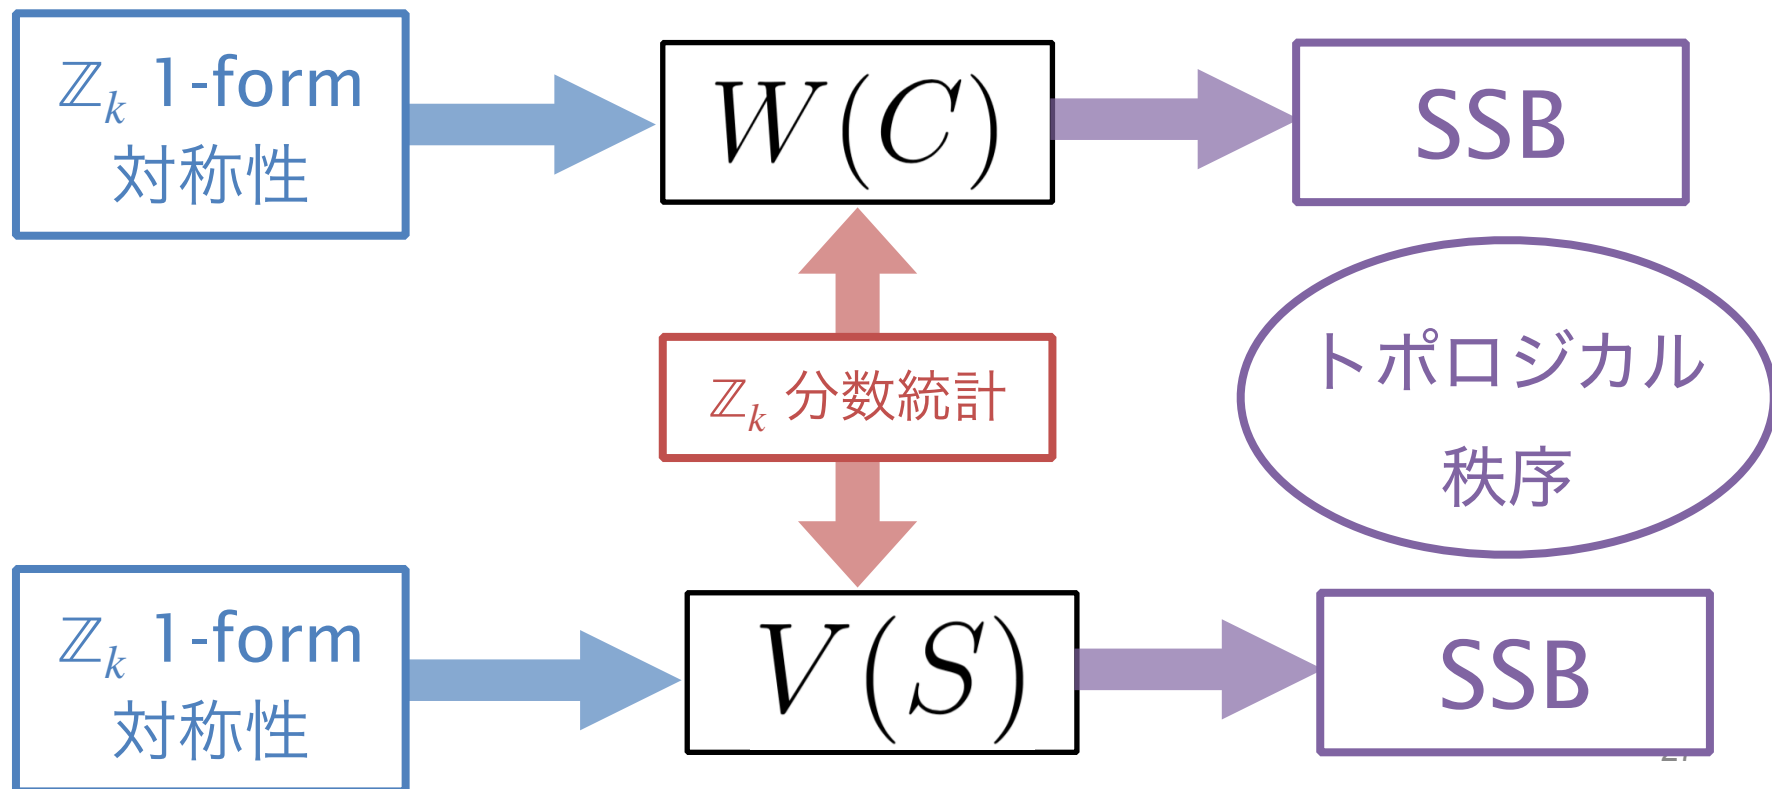 ℤₖ 1-form
対称性
W(C)
SSB
ℤₖ 分数統計
トポロジカル
秩序
ℤₖ 1-form
対称性
V(S)
SSB